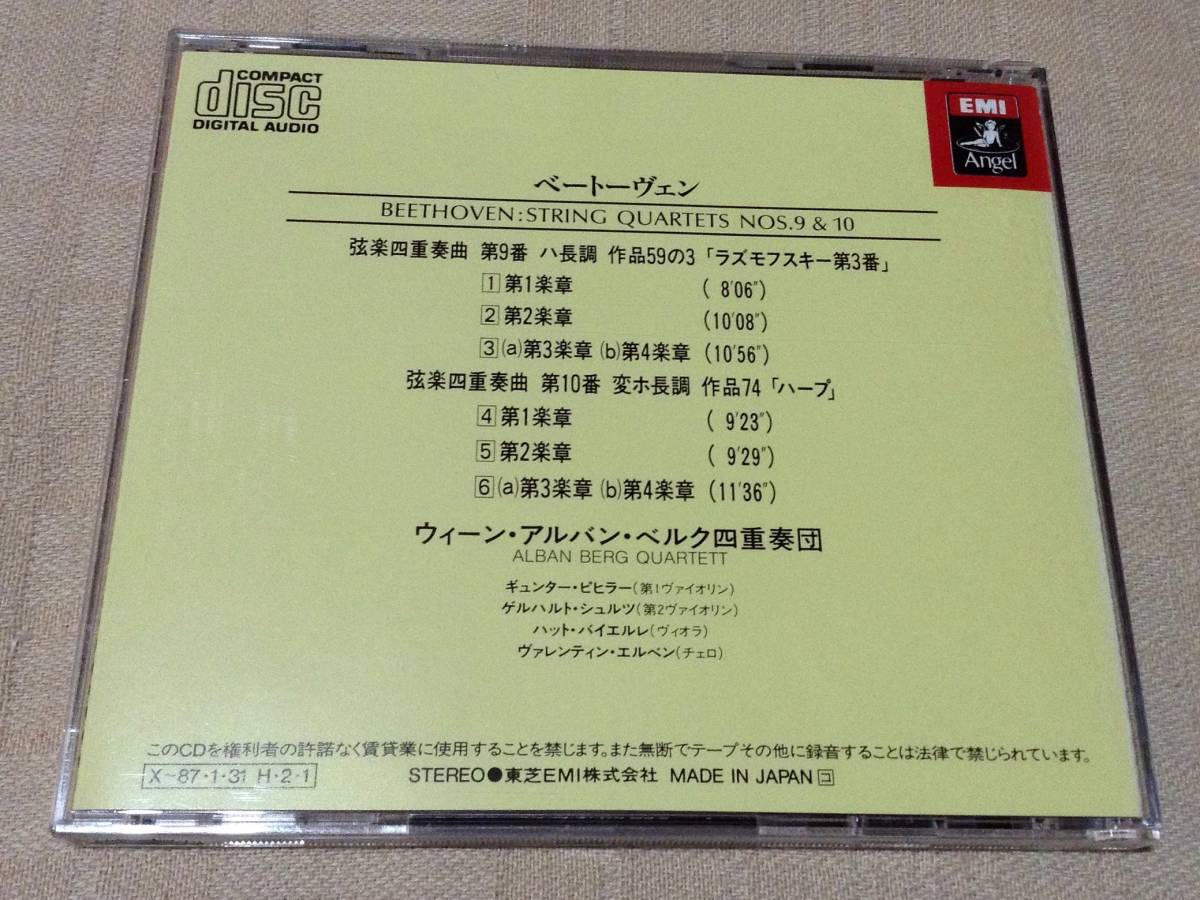 COMPACT
disc
DIGITAL AUDIO
EMI
Angel
ベートーヴェン
BEETHOVEN:STRING QUARTETS NOS.9 & 10
弦楽四重奏曲 第9番 ハ長調 作品59の3「ラズモフスキー第3番」
1 第1楽章 ( 8'06")
2 第2楽章 (10'08")
3 (a)第3楽章 (b)第4楽章 (10'56")
弦楽四重奏曲 第10番 変ホ長調 作品74「ハープ」
4 第1楽章 ( 9'23")
5 第2楽章 ( 9'29")
6 (a)第3楽章 (b)第4楽章 (11'36")
ウィーン・アルバン・ベルク四重奏団
ALBAN BERG QUARTETT
ギュンター・ピヒラー(第1ヴァイオリン)
ゲルハルト・シュルツ(第2ヴァイオリン)
ハット・バイエルレ(ヴィオラ)
ヴァレンティン・エルベン(チェロ)
このCDを権利者の許諾なく賃貸業に使用することを禁じます。また無断でテープその他に録音することは法律で禁じられています。
X~87・1・31 H・2・1 STEREO●東芝EMI株式会社 MADE IN JAPAN コ